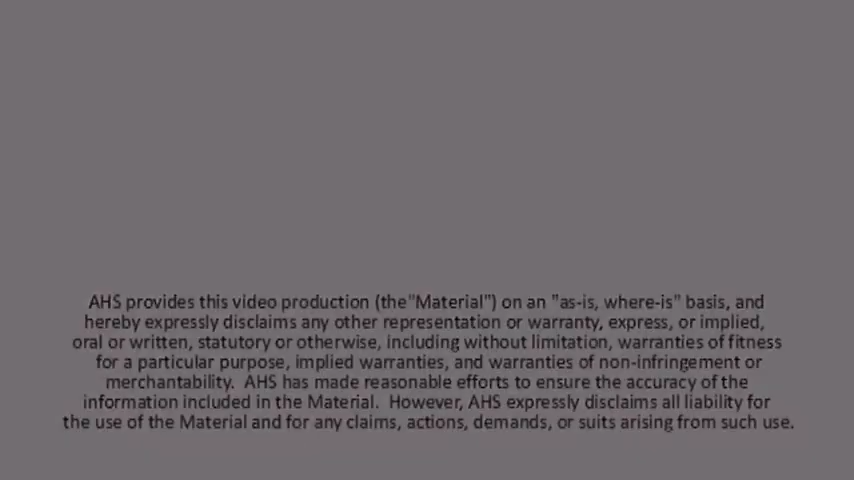 AHS provides this video production (the"Material") on an "as-is, where-is" basis, and
hereby expressly disclaims any other representation or warranty, express, or implied,
oral or written, statutory or otherwise, including without limitation, warranties of fitness
for a particular purpose, implied warranties, and warranties of non-infringement or
merchantability.  AHS has made reasonable efforts to ensure the accuracy of the
information included in the Material.  However, AHS expressly disclaims all liability for
the use of the Material and for any claims, actions, demands, or suits arising from such use.